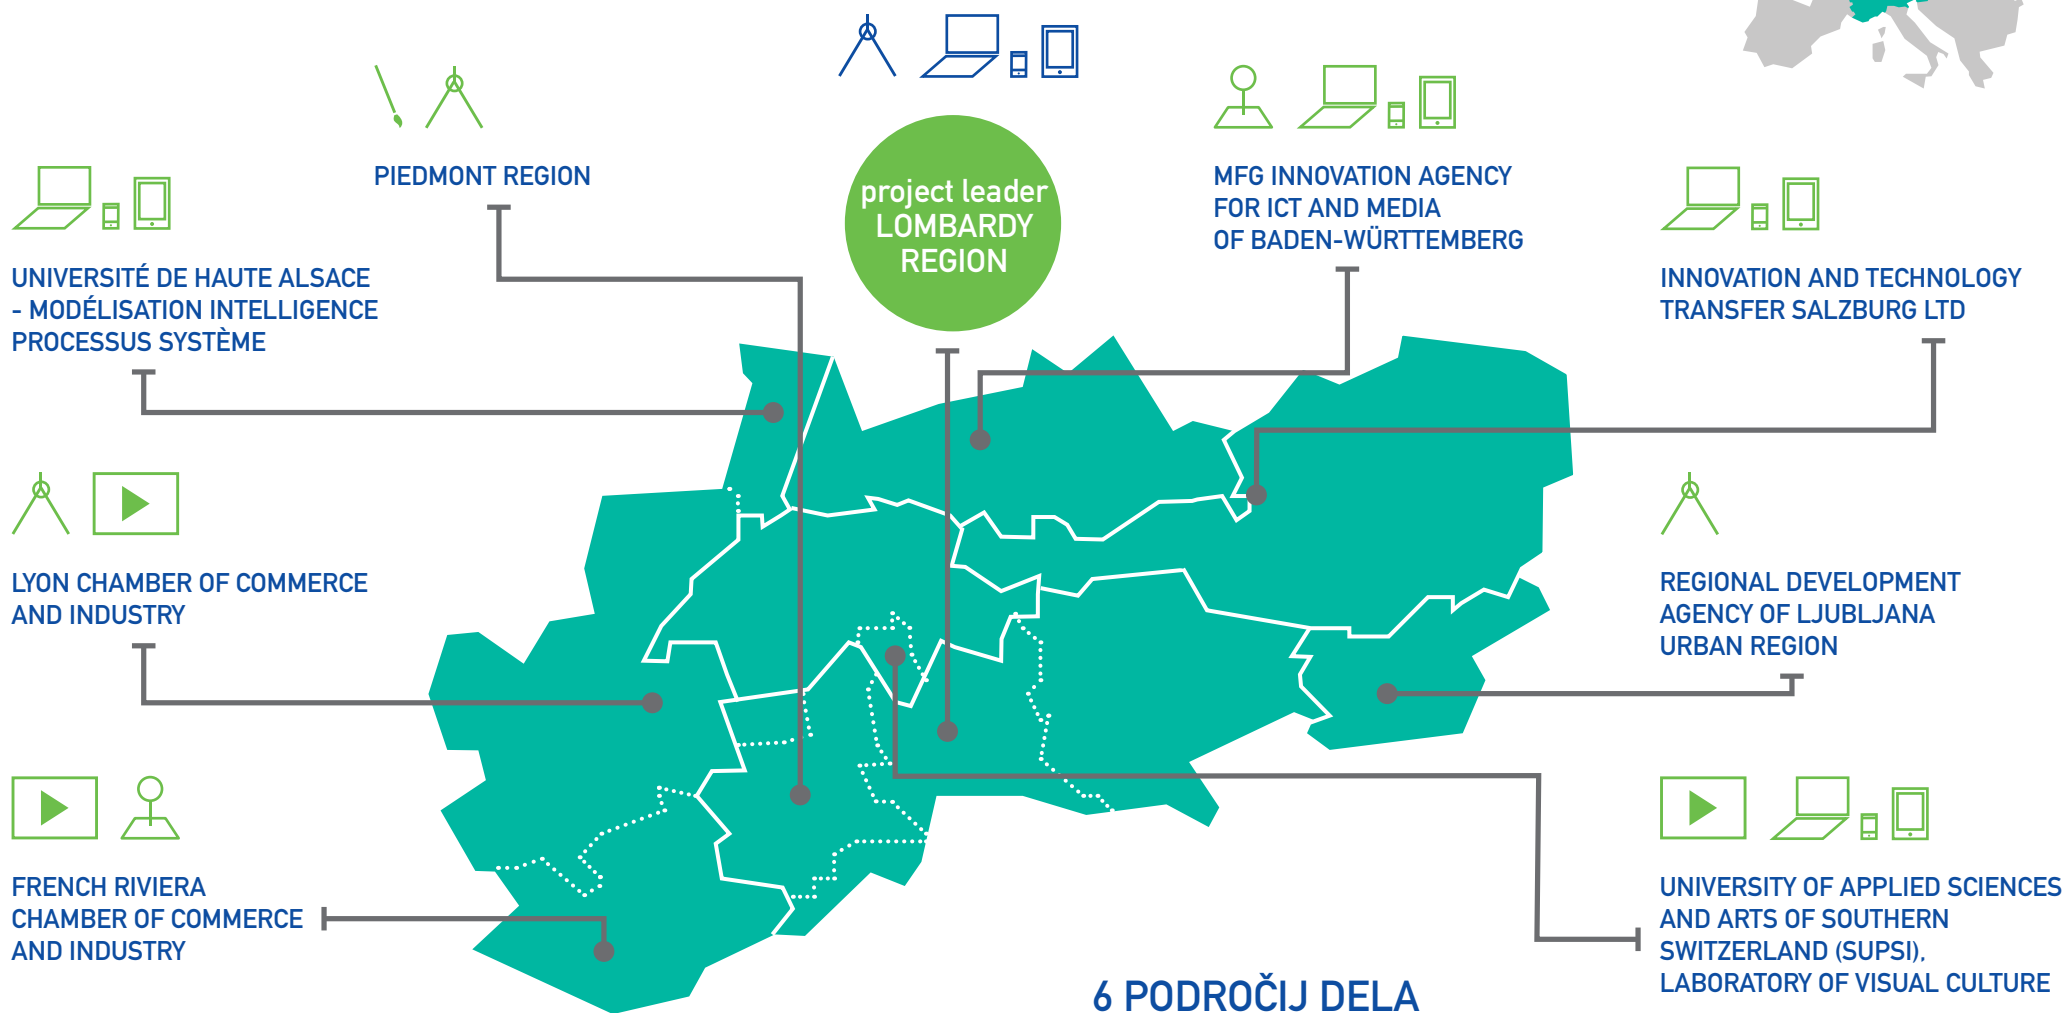 PIEDMONT REGION
project leader
LOMBARDY
REGION
MFG INNOVATION AGENCY
FOR ICT AND MEDIA
OF BADEN-WÜRTTEMBERG
UNIVERSITÉ DE HAUTE ALSACE
- MODÉLISATION INTELLIGENCE
PROCESSUS SYSTÈME
INNOVATION AND TECHNOLOGY
TRANSFER SALZBURG LTD
LYON CHAMBER OF COMMERCE
AND INDUSTRY
REGIONAL DEVELOPMENT
AGENCY OF LJUBLJANA
URBAN REGION
FRENCH RIVIERA
CHAMBER OF COMMERCE
AND INDUSTRY
UNIVERSITY OF APPLIED SCIENCES
AND ARTS OF SOUTHERN
SWITZERLAND (SUPSI),
LABORATORY OF VISUAL CULTURE
6 PODROČIJ DELA